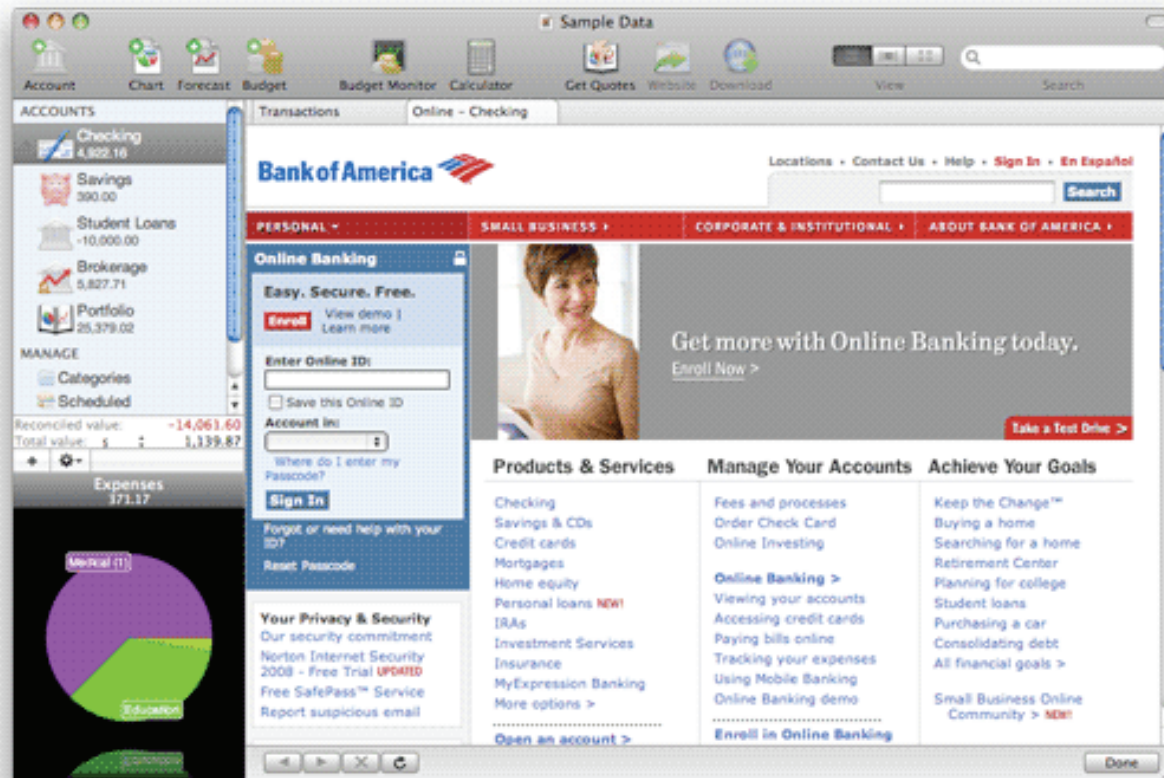 Sample Data
Account Chart Forecast Budget Budget Monitor Calculator Get Quotes Website Download View Search
ACCOUNTS
Checking
4,922.16
Savings
390.00
Student Loans
-10,000.00
Brokerage
5,827.71
Portfolio
25,379.02
MANAGE
Categories
Scheduled
Reconciled value: -14,061.60
Total value: 1,139.87
Expenses
371.17
Medical (1)
Education
Transactions Online - Checking
Bank of America
Locations • Contact Us • Help • Sign In • En Español
Search
PERSONAL SMALL BUSINESS CORPORATE & INSTITUTIONAL ABOUT BANK OF AMERICA
Online Banking
Easy. Secure. Free.
Enroll
View demo |
Learn more
Enter Online ID:
Save this Online ID
Account in:
Where do I enter my
Passcode?
Sign In
Forgot or need help with your
ID?
Reset Passcode
Your Privacy & Security
Our security commitment
Norton Internet Security
2008 - Free Trial UPDATED
Free SafePass™ Service
Report suspicious email
Get more with Online Banking today.
Enroll Now >
Take a Test Drive >
Products & Services
Checking
Savings & CDs
Credit cards
Mortgages
Home equity
Personal loans NEW!
IRAs
Investment Services
Insurance
MyExpression Banking
More options >
Open an account >
Manage Your Accounts
Fees and processes
Order Check Card
Online Investing
Online Banking >
Viewing your accounts
Accessing credit cards
Paying bills online
Tracking your expenses
Using Mobile Banking
Online Banking demo
Enroll in Online Banking
Achieve Your Goals
Keep the Change™
Buying a home
Searching for a home
Retirement Center
Planning for college
Student loans
Purchasing a car
Consolidating debt
All financial goals >
Small Business Online
Community > NEW!
Done